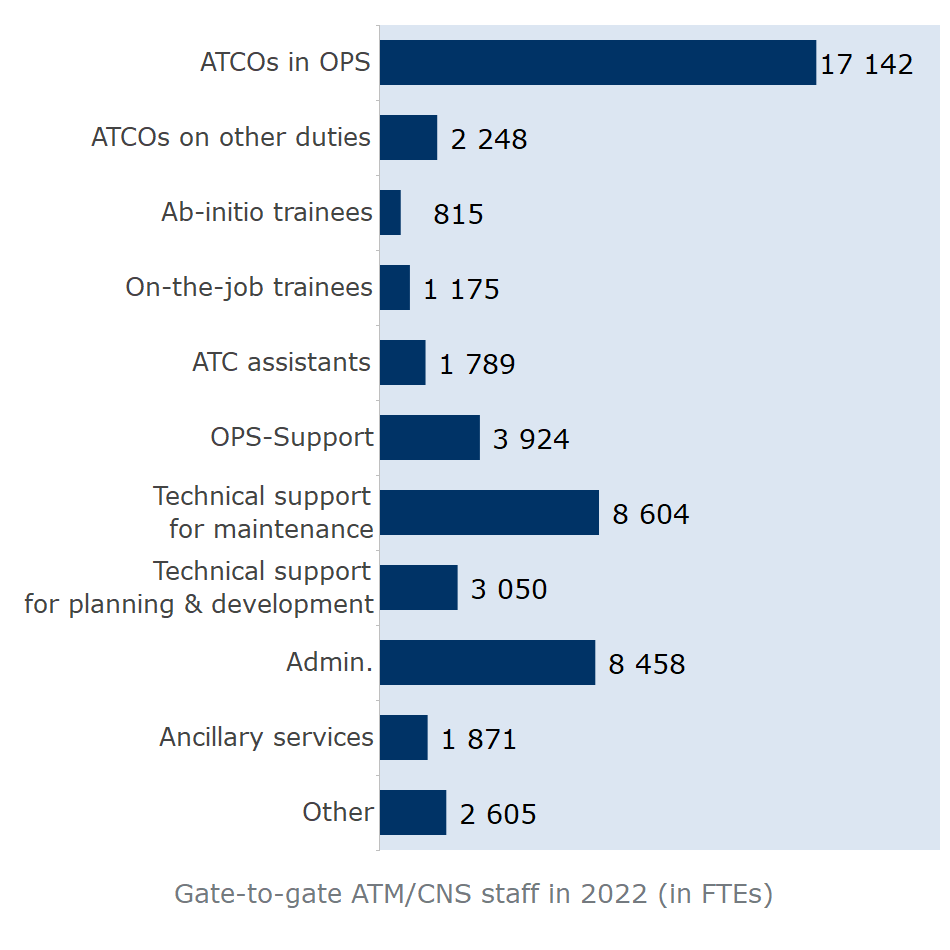 ATCOs in OPS 17 142
ATCOs on other duties 2 248
Ab-initio trainees 815
On-the-job trainees 1 175
ATC assistants 1 789
OPS-Support 3 924
Technical support
for maintenance 8 604
Technical support
for planning & development 3 050
Admin. 8 458
Ancillary services 1 871
Other 2 605
Gate-to-gate ATM/CNS staff in 2022 (in FTEs)